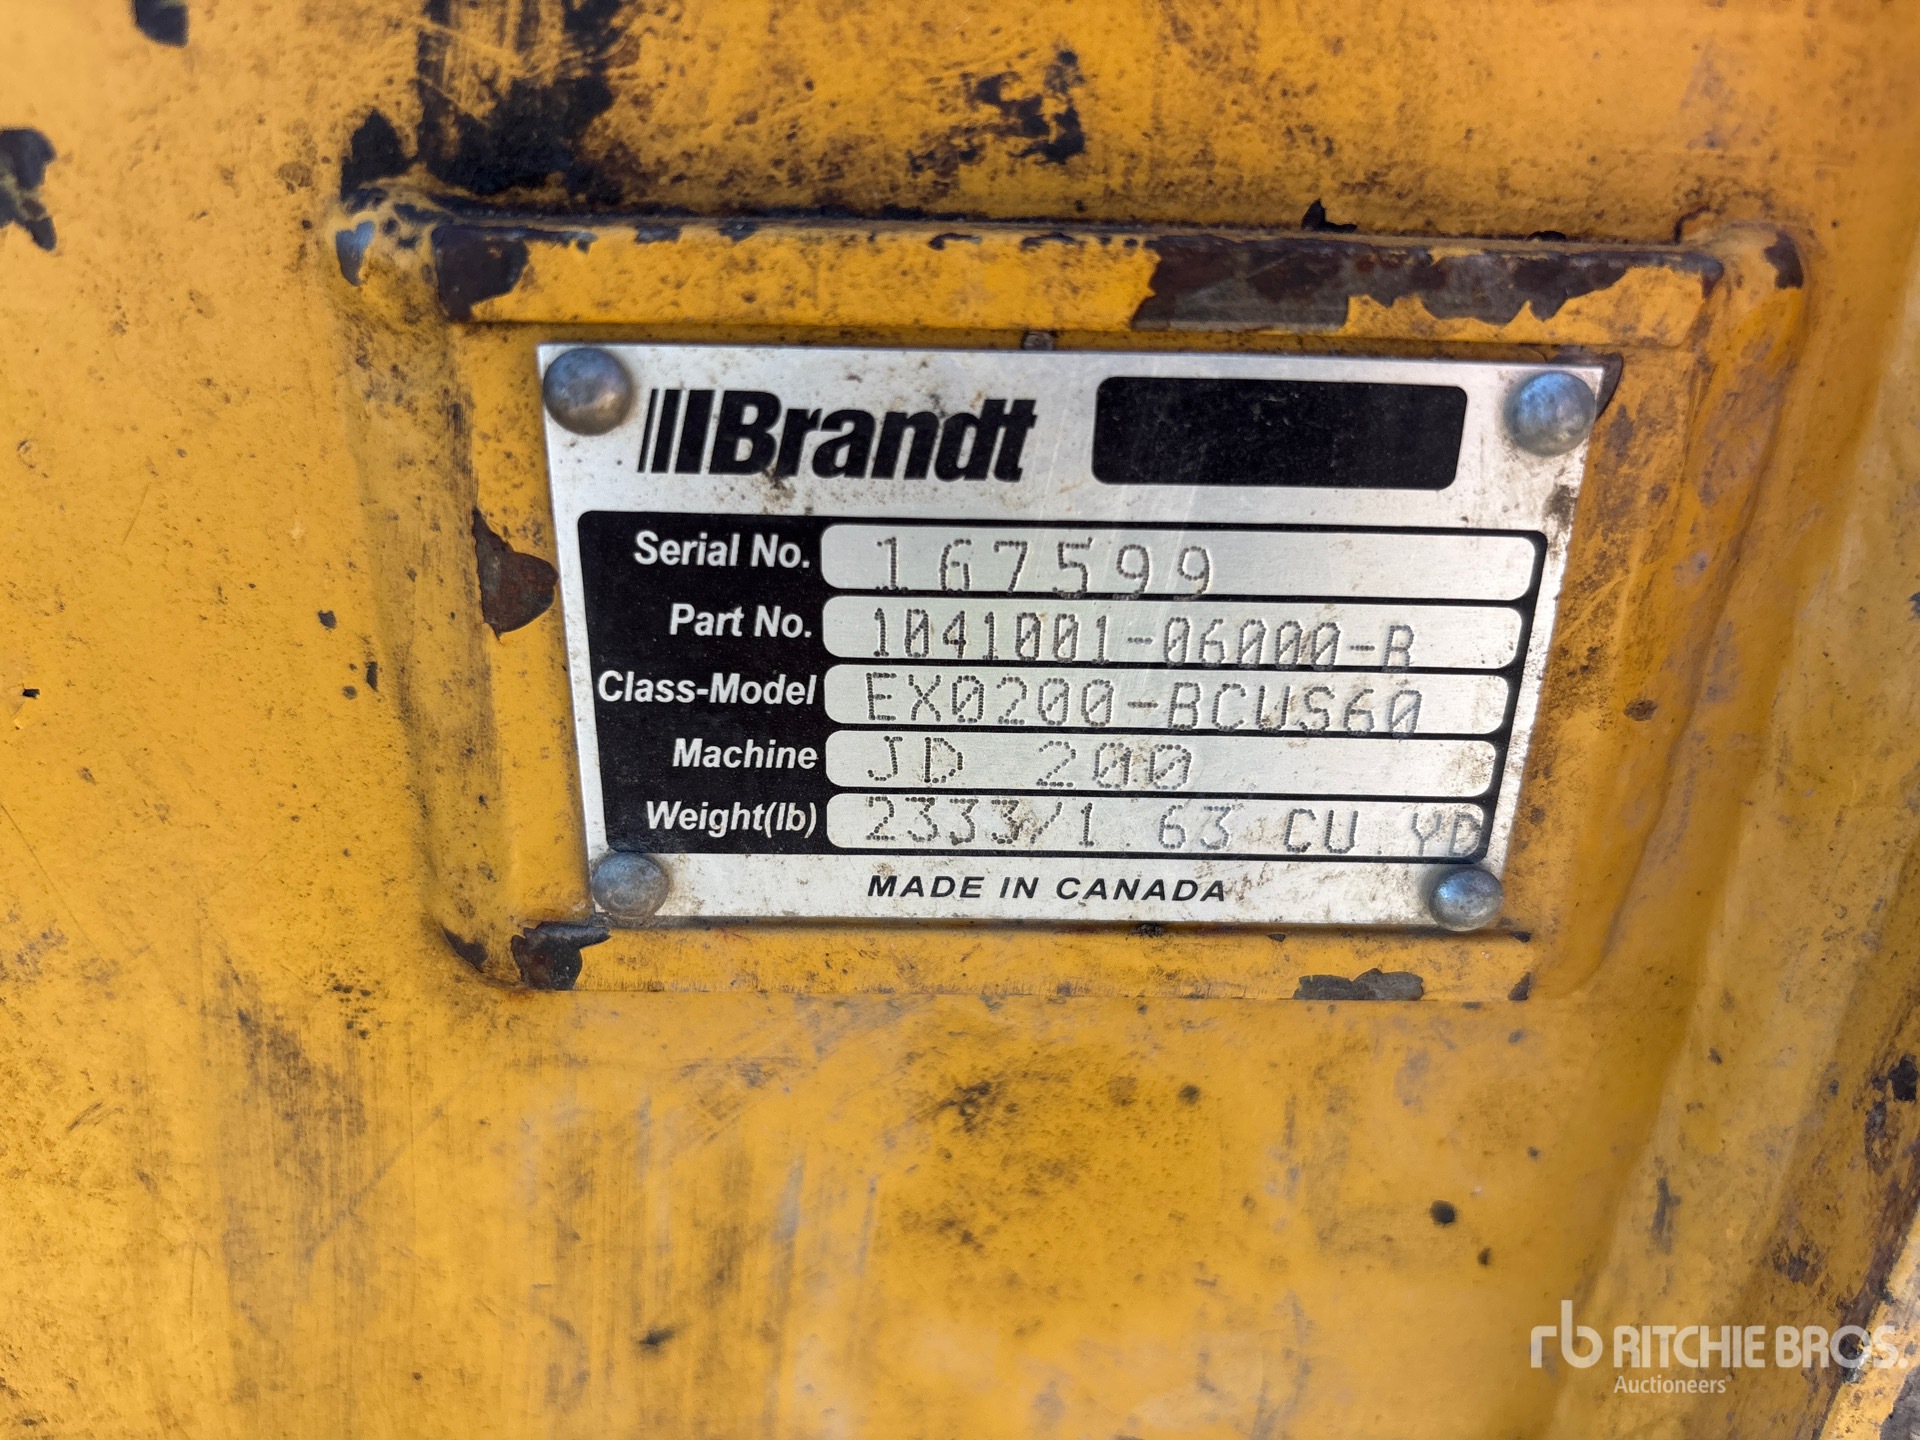 Brandt
Serial No. 167599
Part No. 1041001-06000-B
Class-Model EX0200-BCUS60
Machine JD 200
Weight(lb) 2333/1.63 CU YD
MADE IN CANADA
rb RITCHIE BROS.
Auctioneers